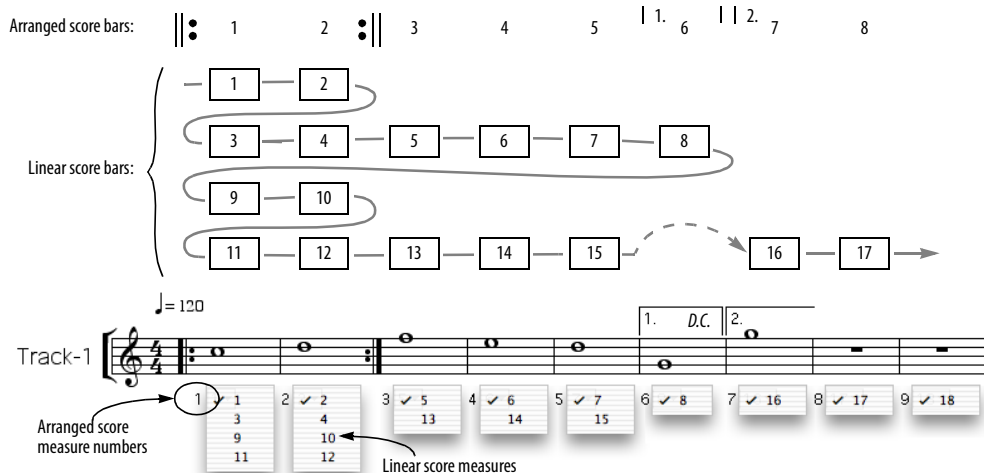 Arranged score bars: 1 2 3 4 5 1. 6 2. 7 8
1 2
3 4 5 6 7 8
Linear score bars:
9 10
11 12 13 14 15 16 17
= 120
1. D.C. 2.
Track-1 4 4
1 ✓ 1 2 ✓ 2 3 ✓ 5 4 ✓ 6 5 ✓ 7 6 ✓ 8 7 ✓ 16 8 ✓ 17 9 ✓ 18
3 4 13 14 15
9 10
11 12
Arranged score
measure numbers
Linear score measures